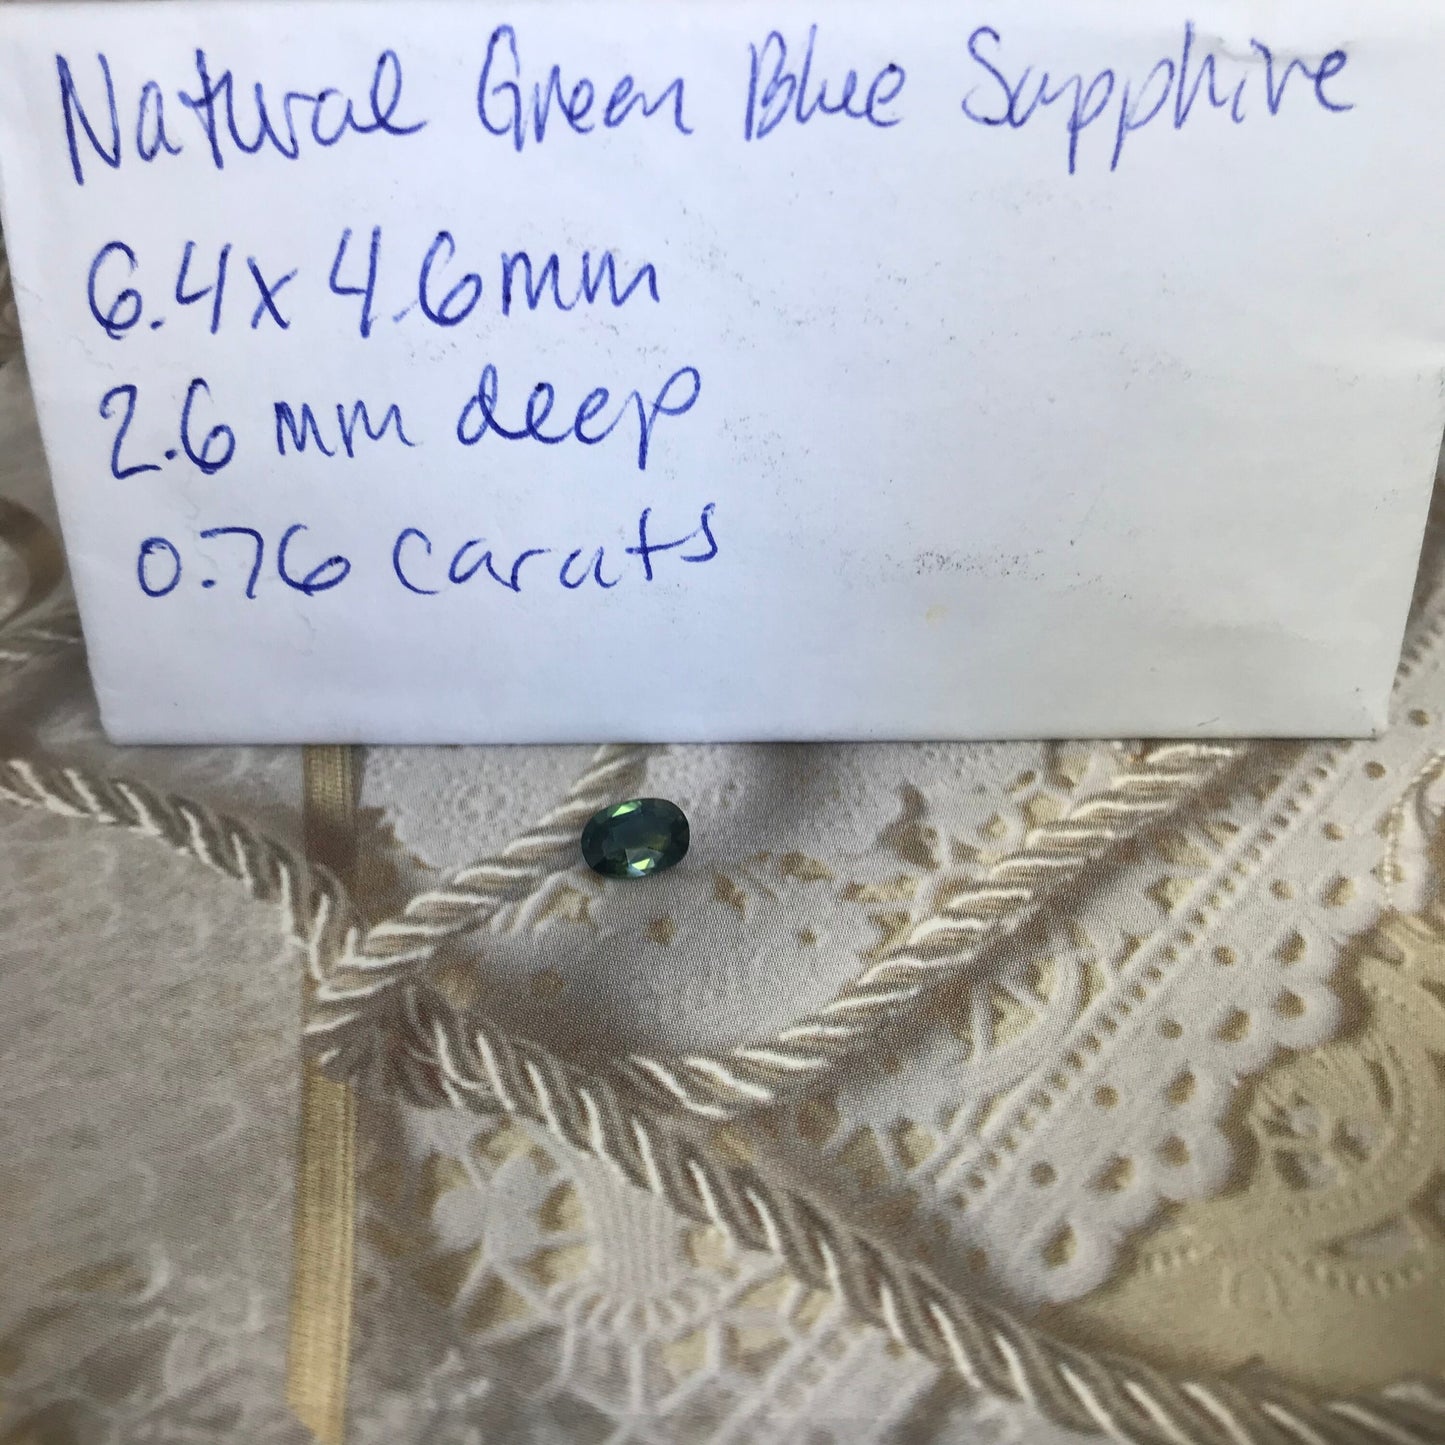 Natural Green Blue Sapphire
6.4x4.6mm
2.6 mm deep
0.76 carats